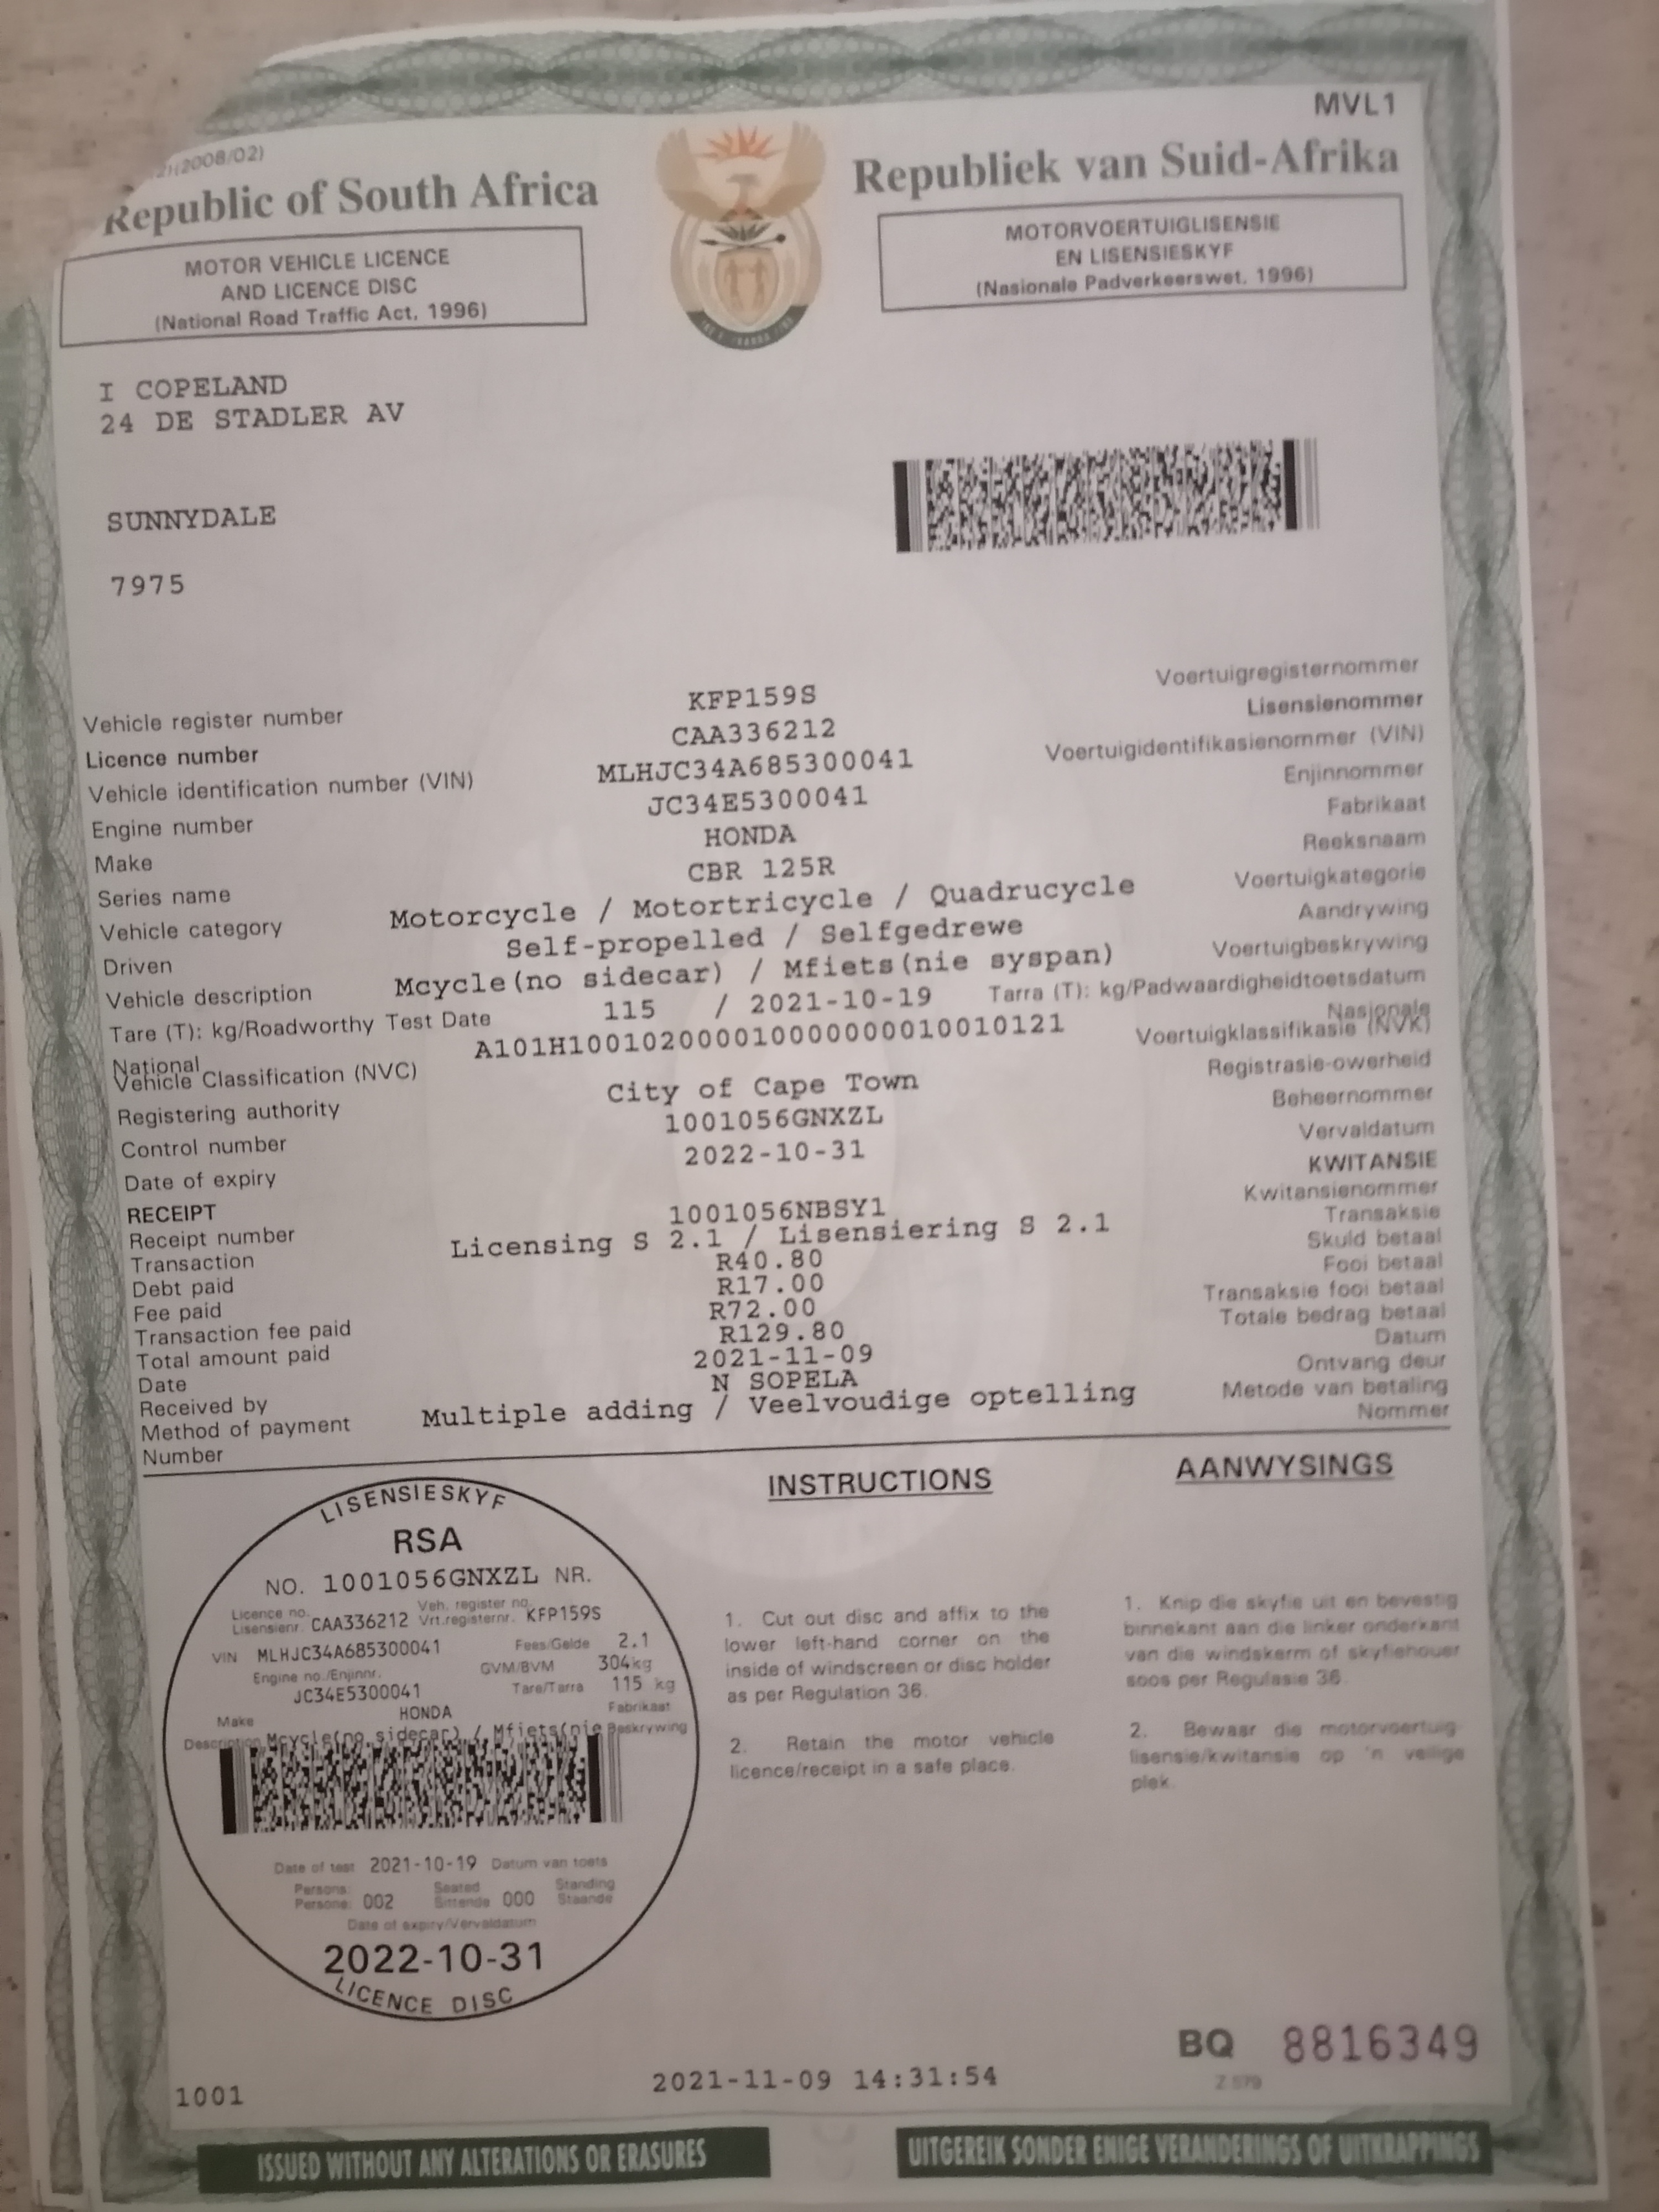 MVL1
2)(2008/02)
Republic of South Africa
Republiek van Suid-Afrika
MOTOR VEHICLE LICENCE
AND LICENCE DISC
(National Road Traffic Act, 1996)
MOTORVOERTUIGLISENSIE
EN LISENSIESKYF
(Nasionale Padverkeerswet, 1996)
I COPELAND
24 DE STADLER AV
SUNNYDALE
7975
Vehicle register number KFP159S Voertuigregisternommer
Licence number CAA336212 Lisensienommer
Vehicle identification number (VIN) MLHJC34A685300041 Voertuigidentifikasienommer (VIN)
Engine number JC34E5300041 Enjinnommer
Make HONDA Fabrikaat
Series name CBR 125R Reeksnaam
Vehicle category Motorcycle / Motortricycle / Quadrucycle Voertuigkategorie
Driven Self-propelled / Selfgedrewe Aandrywing
Vehicle description Mcycle(no sidecar) / Mfiets(nie syspan) Voertuigbeskrywing
Tare (T): kg/Roadworthy Test Date 115 / 2021-10-19 Tarra (T): kg/Padwaardigheidtoetsdatum
National Nasionale
Vehicle Classification (NVC) A101H100102000010000000010010121 Voertuigklassifikasie (NVK)
Registering authority City of Cape Town Registrasie-owerheid
Control number 1001056GNXZL Beheernommer
Date of expiry 2022-10-31 Vervaldatum
RECEIPT KWITANSIE
Receipt number 1001056NBSY1 Kwitansienommer
Transaction Licensing S 2.1 / Lisensiering S 2.1 Transaksie
Debt paid R40.80 Skuld betaal
Fee paid R17.00 Fooi betaal
Transaction fee paid R72.00 Transaksie fooi betaal
Total amount paid R129.80 Totale bedrag betaal
Date 2021-11-09 Datum
Received by N SOPELA Ontvang deur
Method of payment Multiple adding / Veelvoudige optelling Metode van betaling
Number Nommer
LISENSIESKYF
RSA
NO. 1001056GNXZL NR.
Licence no. Veh. register no.
Lisensienr. CAA336212 Vrt.registernr. KFP159S
VIN MLHJC34A685300041 Fees/Gelde 2.1
Engine no./Enjinnr. GVM/BVM 304kg
JC34E5300041 Tare/Tarra 115 kg
Make HONDA Fabrikaat
Description Mcycle(no sidecar) / Mfiets(nie Beskrywing
Date of test 2021-10-19 Datum van toets
Persons: Seated Standing
Persone: 002 Sittende 000 Staande
Date of expiry/Vervaldatum
2022-10-31
LICENCE DISC
INSTRUCTIONS
1. Cut out disc and affix to the
lower left-hand corner on the
inside of windscreen or disc holder
as per Regulation 36.
2. Retain the motor vehicle
licence/receipt in a safe place.
AANWYSINGS
1. Knip die skyfie uit en bevestig
binnekant aan die linker onderkant
van die windskerm of skyfiehouer
soos per Regulasie 36.
2. Bewaar die motorvoertuig-
lisensie/kwitansie op 'n veilige
plek.
BQ 8816349
Z 579
1001
2021-11-09 14:31:54
ISSUED WITHOUT ANY ALTERATIONS OR ERASURES
UITGEREIK SONDER ENIGE VERANDERINGS OF UITKRAPPINGS